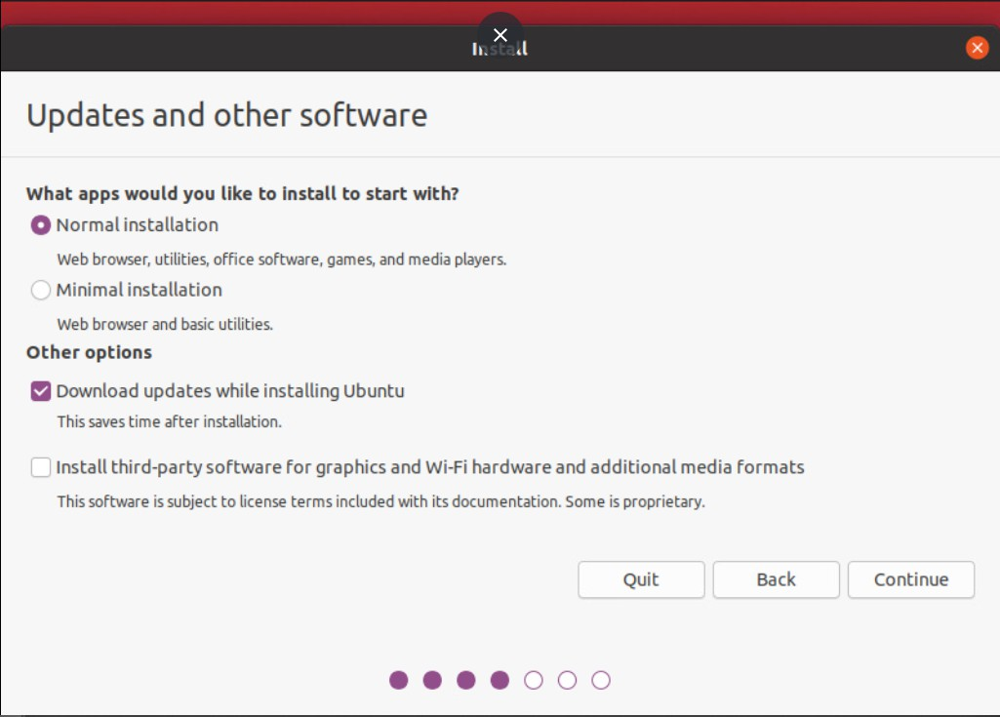 Install
Updates and other software
What apps would you like to install to start with?
Normal installation
Web browser, utilities, office software, games, and media players.
Minimal installation
Web browser and basic utilities.
Other options
Download updates while installing Ubuntu
This saves time after installation.
Install third-party software for graphics and Wi-Fi hardware and additional media formats
This software is subject to license terms included with its documentation. Some is proprietary.
Quit Back Continue